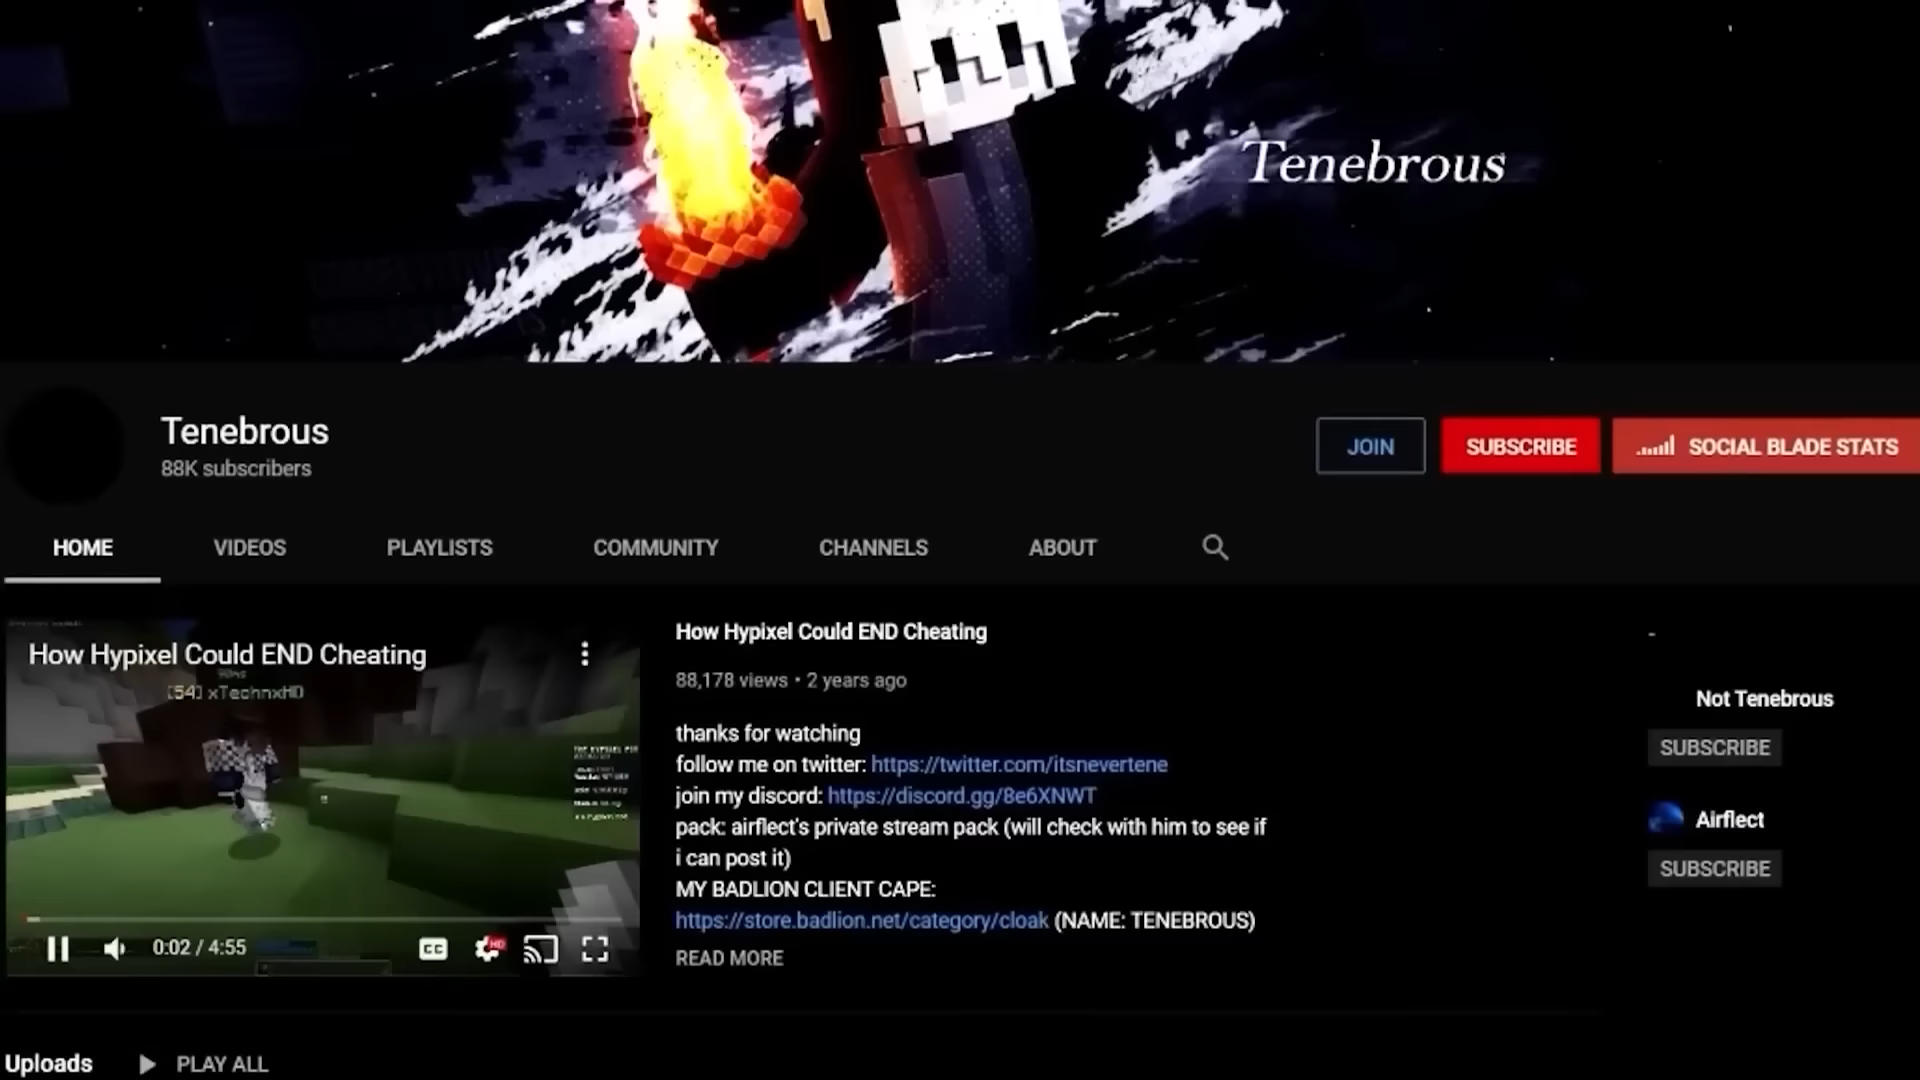 Tenebrous
Tenebrous
88K subscribers
JOIN
SUBSCRIBE
SOCIAL BLADE STATS
HOME
VIDEOS
PLAYLISTS
COMMUNITY
CHANNELS
ABOUT
How Hypixel Could END Cheating
[54] xTechnxHD
0:02 / 4:55
CC
HD
How Hypixel Could END Cheating
88,178 views • 2 years ago
thanks for watching
follow me on twitter: https://twitter.com/itsnevertene
join my discord: https://discord.gg/8e6XNWT
pack: airflect's private stream pack (will check with him to see if
i can post it)
MY BADLION CLIENT CAPE:
https://store.badlion.net/category/cloak (NAME: TENEBROUS)
READ MORE
-
Not Tenebrous
SUBSCRIBE
Airflect
SUBSCRIBE
Uploads
PLAY ALL